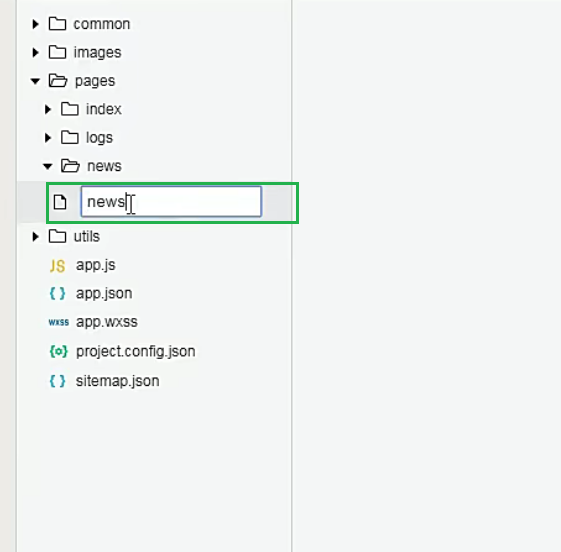 common
images
pages
index
logs
news
news
utils
JS app.js
{ } app.json
wxss app.wxss
{o} project.config.json
{ } sitemap.json